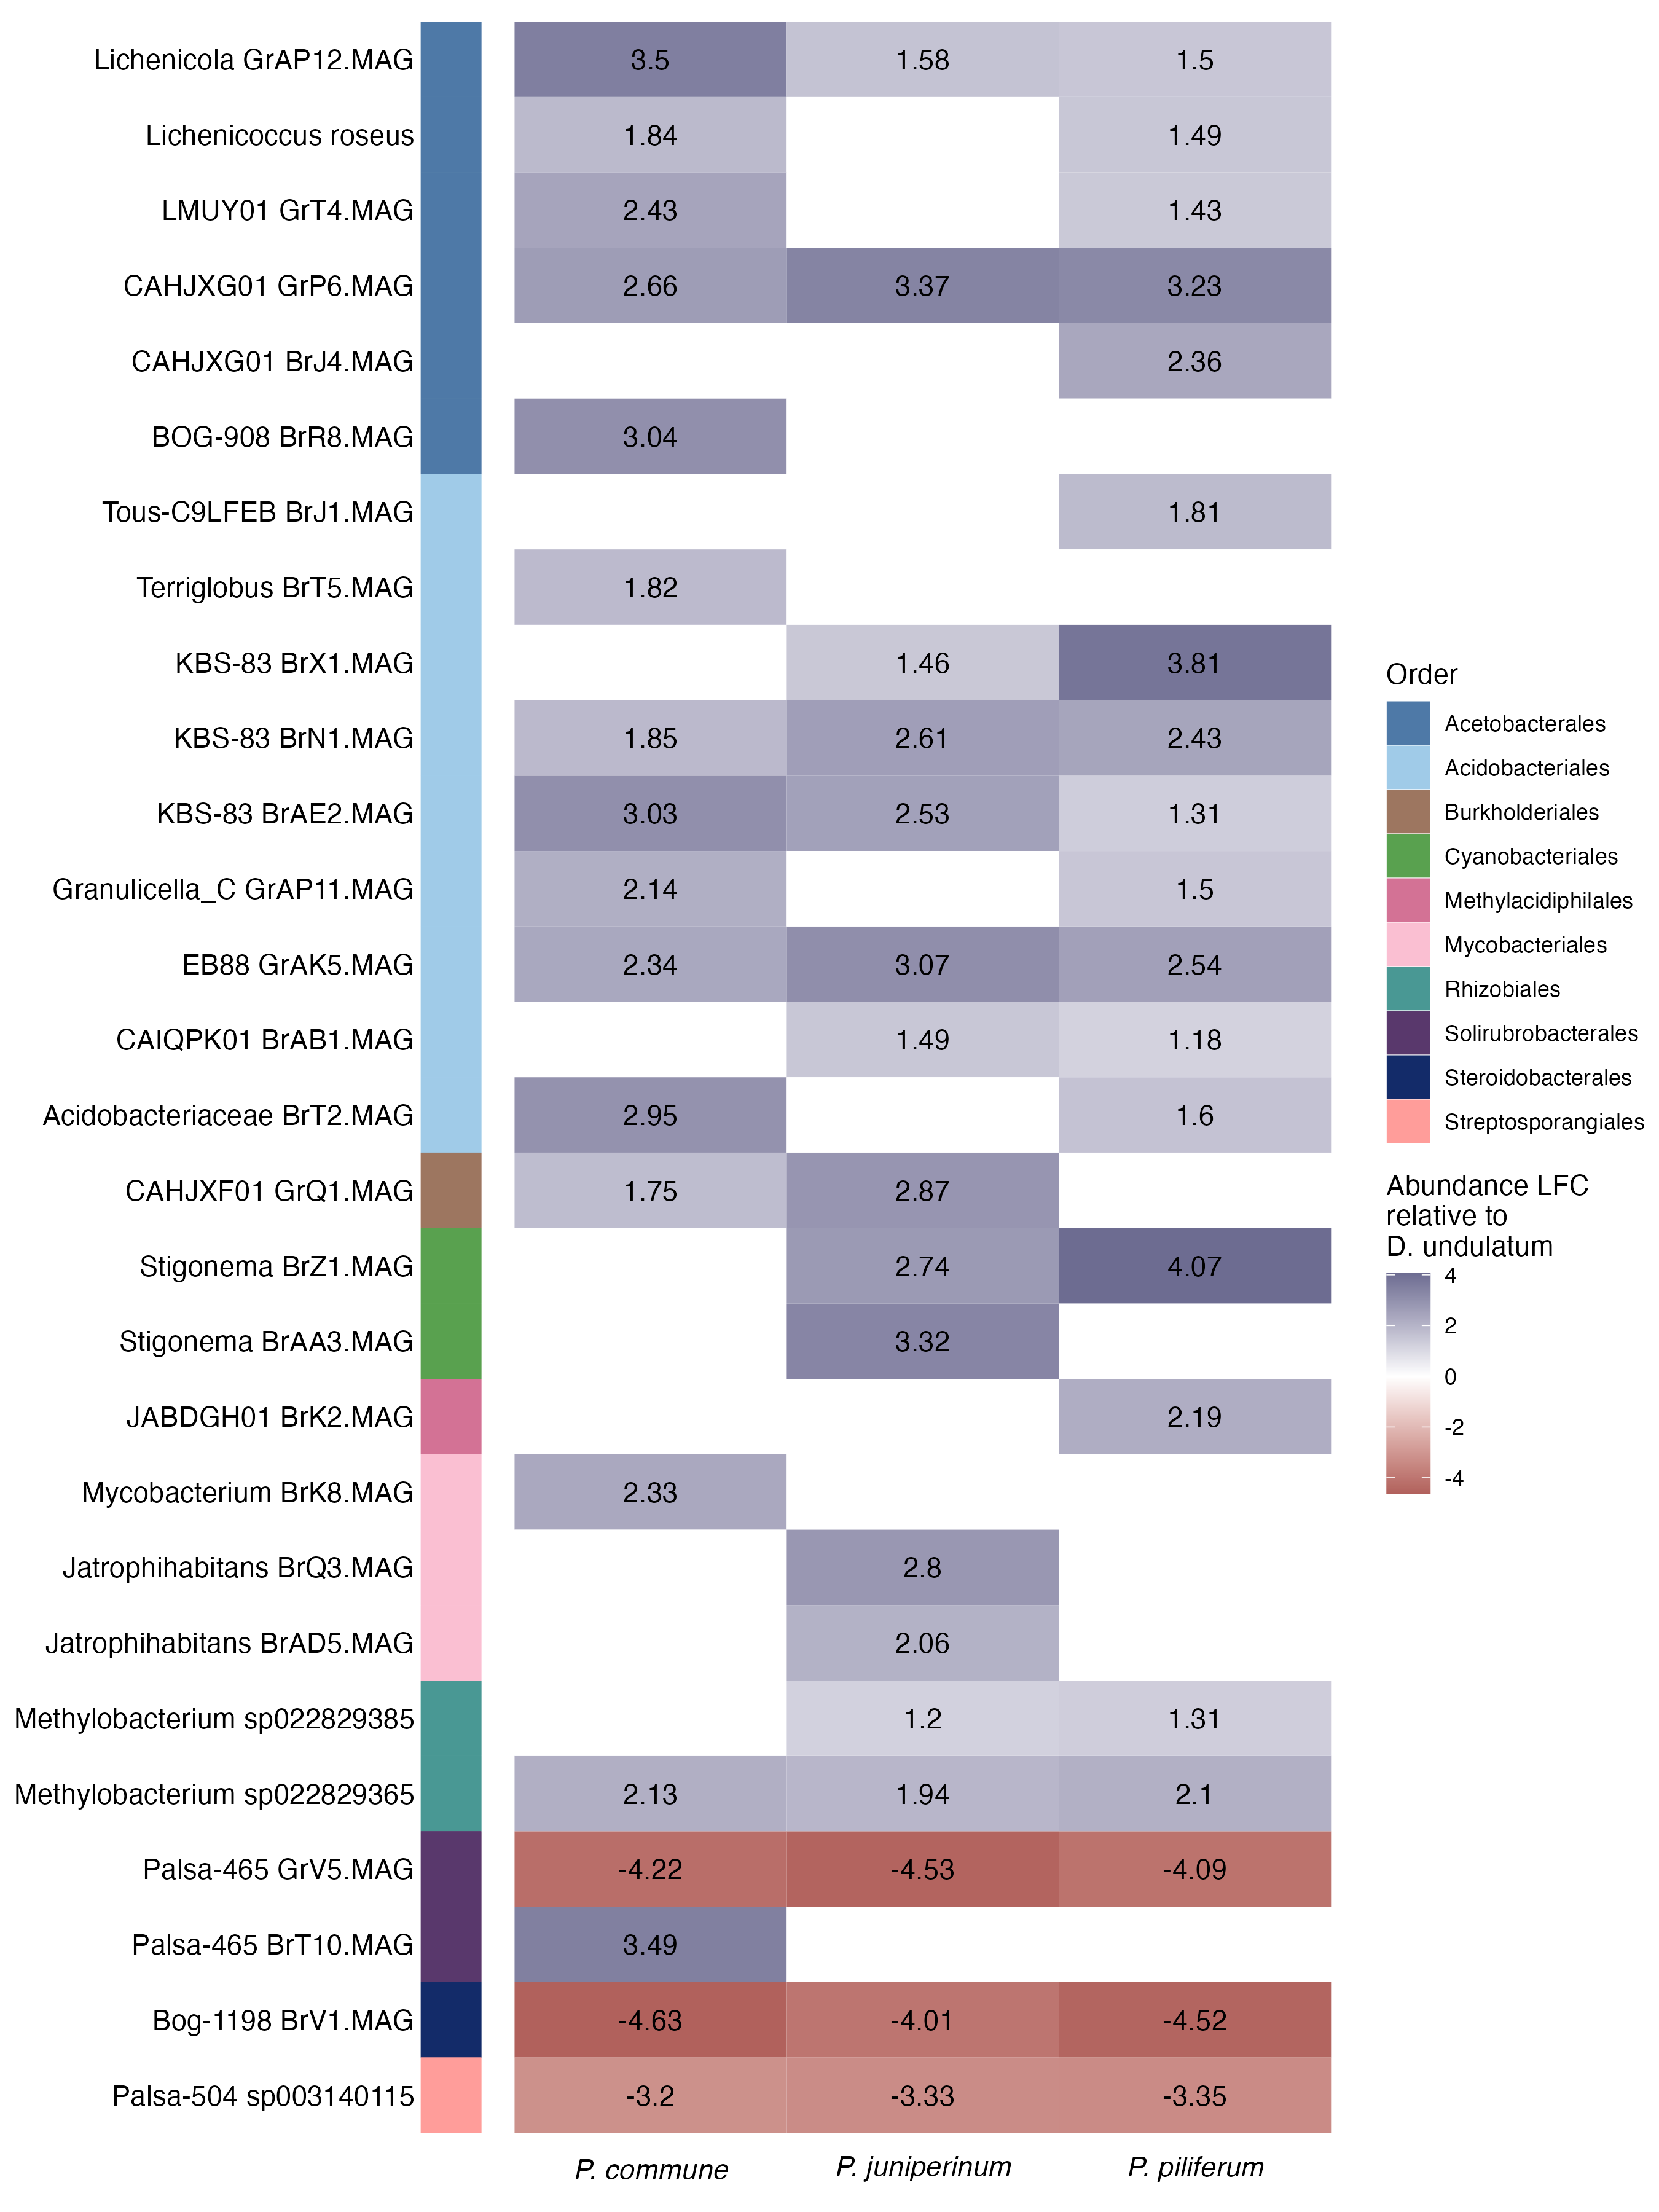 Lichenicola GrAP12.MAG 3.5 1.58 1.5
Lichenicoccus roseus 1.84 1.49
LMUY01 GrT4.MAG 2.43 1.43
CAHJXG01 GrP6.MAG 2.66 3.37 3.23
CAHJXG01 BrJ4.MAG 2.36
BOG-908 BrR8.MAG 3.04
Tous-C9LFEB BrJ1.MAG 1.81
Terriglobus BrT5.MAG 1.82
KBS-83 BrX1.MAG 1.46 3.81
KBS-83 BrN1.MAG 1.85 2.61 2.43
KBS-83 BrAE2.MAG 3.03 2.53 1.31
Granulicella_C GrAP11.MAG 2.14 1.5
EB88 GrAK5.MAG 2.34 3.07 2.54
CAIQPK01 BrAB1.MAG 1.49 1.18
Acidobacteriaceae BrT2.MAG 2.95 1.6
CAHJXF01 GrQ1.MAG 1.75 2.87
Stigonema BrZ1.MAG 2.74 4.07
Stigonema BrAA3.MAG 3.32
JABDGH01 BrK2.MAG 2.19
Mycobacterium BrK8.MAG 2.33
Jatrophihabitans BrQ3.MAG 2.8
Jatrophihabitans BrAD5.MAG 2.06
Methylobacterium sp022829385 1.2 1.31
Methylobacterium sp022829365 2.13 1.94 2.1
Palsa-465 GrV5.MAG -4.22 -4.53 -4.09
Palsa-465 BrT10.MAG 3.49
Bog-1198 BrV1.MAG -4.63 -4.01 -4.52
Palsa-504 sp003140115 -3.2 -3.33 -3.35
P. commune P. juniperinum P. piliferum
Order
Acetobacterales
Acidobacteriales
Burkholderiales
Cyanobacteriales
Methylacidiphilales
Mycobacteriales
Rhizobiales
Solirubrobacterales
Steroidobacterales
Streptosporangiales
Abundance LFC
relative to
D. undulatum
4
2
0
-2
-4